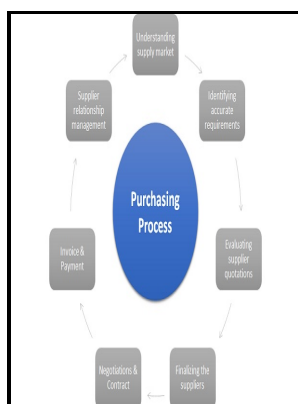 Understanding
supply market
Identifying
accurate
requirements
Evaluating
supplier
quotations
Finalizing the
suppliers
Negotiations &
Contract
Invoice &
Payment
Supplier
relationship
management
Purchasing
Process